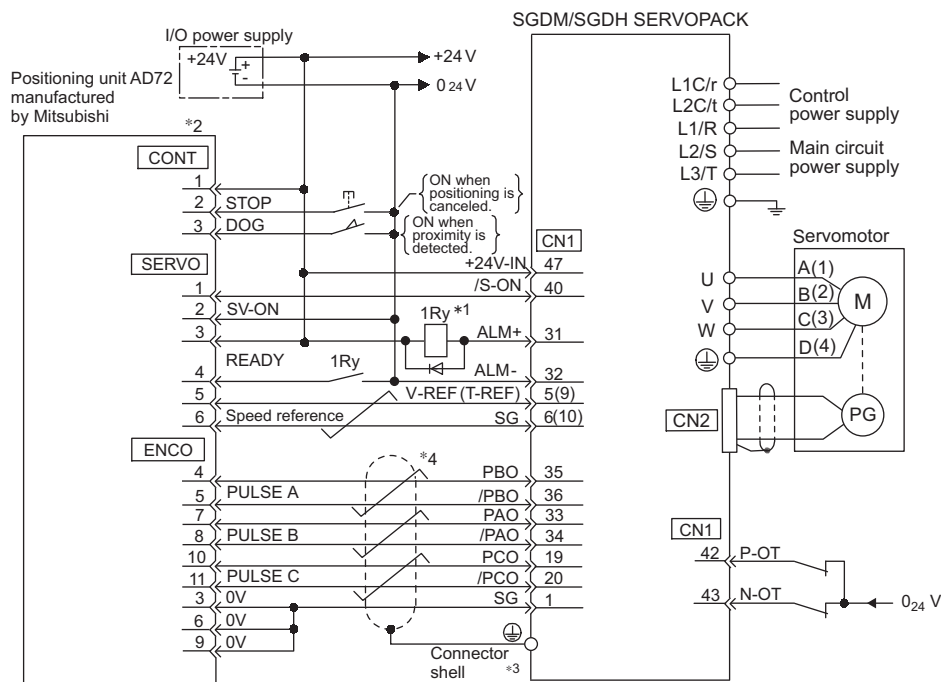 SGDM/SGDH SERVOPACK
I/O power supply
+24V
+
-
+24 V
0 24 V
Positioning unit AD72
manufactured
by Mitsubishi
*2
CONT
1
2 STOP
3 DOG
ON when
positioning is
canceled.
ON when
proximity is
detected.
SERVO
1
2 SV-ON
3
READY
4
5
6 Speed reference
1Ry *1
1Ry
CN1
+24V-IN 47
/S-ON 40
ALM+ 31
ALM- 32
V-REF (T-REF) 5(9)
SG 6(10)
ENCO
4
5 PULSE A
7
8 PULSE B
10
11 PULSE C
3 0V
6 0V
9 0V
*4
PBO 35
/PBO 36
PAO 33
/PAO 34
PCO 19
/PCO 20
SG 1
Connector
shell *3
L1C/r
L2C/t
L1/R
L2/S
L3/T
Control
power supply
Main circuit
power supply
Servomotor
U
V
W
A(1)
B(2)
C(3)
D(4)
M
CN2
PG
CN1
42 P-OT
43 N-OT
0 24 V